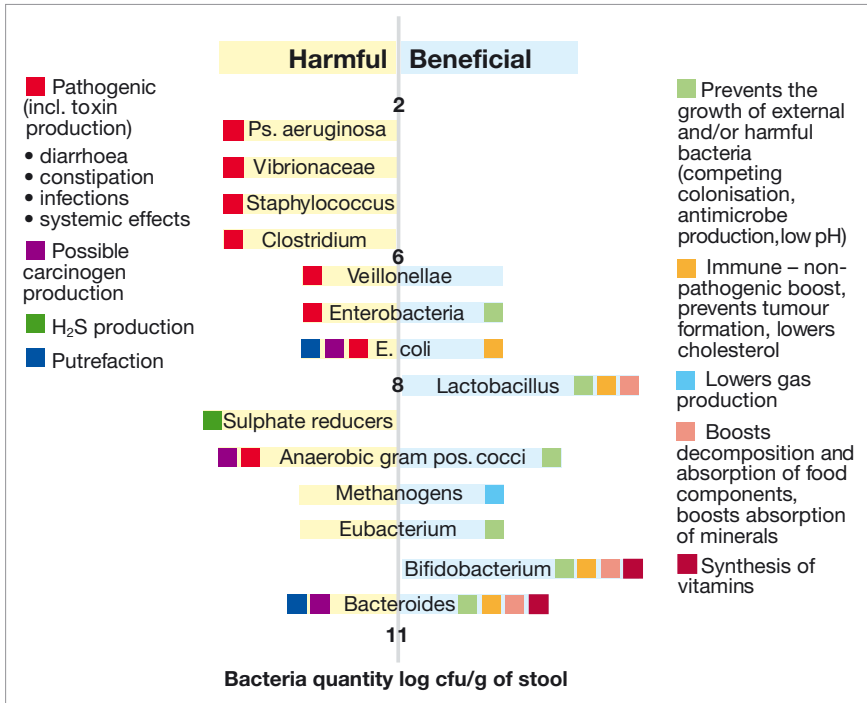 Harmful Beneficial
Pathogenic
(incl. toxin
production)
• diarrhoea
• constipation
• infections
• systemic effects
Possible
carcinogen
production
H₂S production
Putrefaction
2
Ps. aeruginosa
Vibrionaceae
Staphylococcus
Clostridium
6
Veillonellae
Enterobacteria
E. coli
8
Lactobacillus
Sulphate reducers
Anaerobic gram pos. cocci
Methanogens
Eubacterium
Bifidobacterium
Bacteroides
11
Bacteria quantity log cfu/g of stool
Prevents the
growth of external
and/or harmful
bacteria
(competing
colonisation,
antimicrobe
production,low pH)
Immune – non-
pathogenic boost,
prevents tumour
formation, lowers
cholesterol
Lowers gas
production
Boosts
decomposition and
absorption of food
components,
boosts absorption
of minerals
Synthesis of
vitamins